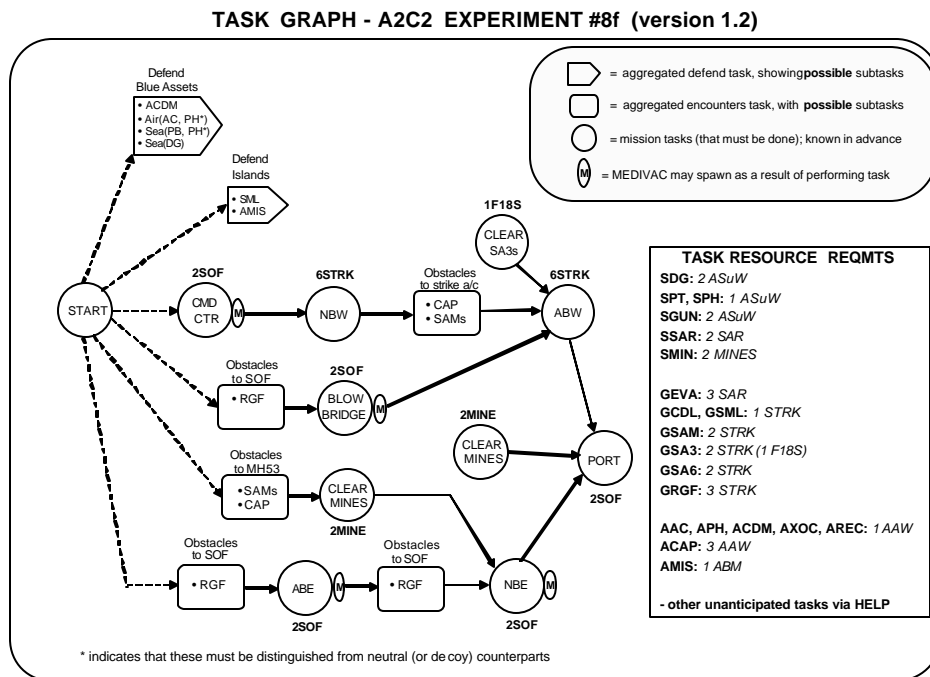 TASK GRAPH - A2C2 EXPERIMENT #8f (version 1.2)
Defend
Blue Assets
• ACDM
• Air(AC, PH*)
• Sea(PB, PH*)
• Sea(DG)
= aggregated defend task, showing possible subtasks
= aggregated encounters task, with possible subtasks
= mission tasks (that must be done); known in advance
M = MEDIVAC may spawn as a result of performing task
Defend
Islands
• SML
• AMIS
1F18S
CLEAR
SA3s
START
2SOF
CMD
CTR
M
6STRK
NBW
Obstacles
to strike a/c
• CAP
• SAMs
6STRK
ABW
Obstacles
to SOF
• RGF
2SOF
BLOW
BRIDGE
M
2MINE
CLEAR
MINES
PORT
2SOF
Obstacles
to MH53
• SAMs
• CAP
CLEAR
MINES
2MINE
Obstacles
to SOF
• RGF
ABE
M
2SOF
Obstacles
to SOF
• RGF
NBE
M
2SOF
TASK RESOURCE REQMTS
SDG: 2 ASuW
SPT, SPH: 1 ASuW
SGUN: 2 ASuW
SSAR: 2 SAR
SMIN: 2 MINES
GEVA: 3 SAR
GCDL, GSML: 1 STRK
GSAM: 2 STRK
GSA3: 2 STRK (1 F18S)
GSA6: 2 STRK
GRGF: 3 STRK
AAC, APH, ACDM, AXOC, AREC: 1 AAW
ACAP: 3 AAW
AMIS: 1 ABM
- other unanticipated tasks via HELP
* indicates that these must be distinguished from neutral (or decoy) counterparts